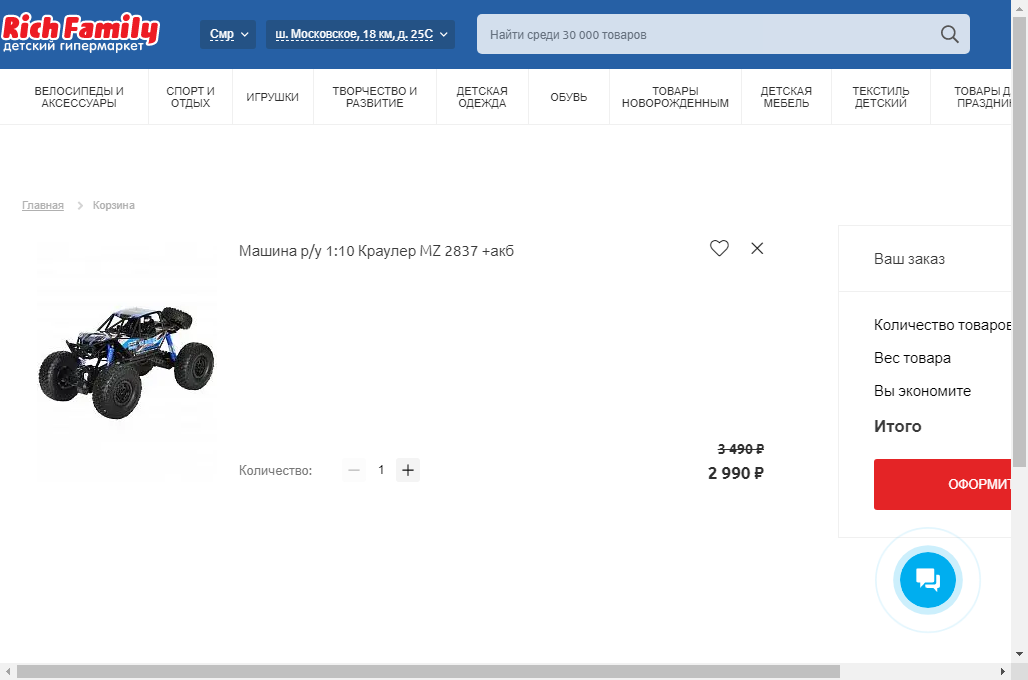 Rich Family
детский гипермаркет
Смр
ш. Московское, 18 км, д. 25С
Найти среди 30 000 товаров
ВЕЛОСИПЕДЫ И
АКСЕССУАРЫ
СПОРТ И
ОТДЫХ
ИГРУШКИ
ТВОРЧЕСТВО И
РАЗВИТИЕ
ДЕТСКАЯ
ОДЕЖДА
ОБУВЬ
ТОВАРЫ
НОВОРОЖДЕННЫМ
ДЕТСКАЯ
МЕБЕЛЬ
ТЕКСТИЛЬ
ДЕТСКИЙ
ТОВАРЫ Д
ПРАЗДНИ
Главная
Корзина
Машина р/у 1:10 Краулер MZ 2837 +акб
Количество:
1
3 490 ₽
2 990 ₽
Ваш заказ
Количество товаров
Вес товара
Вы экономите
Итого
ОФОРМИТ